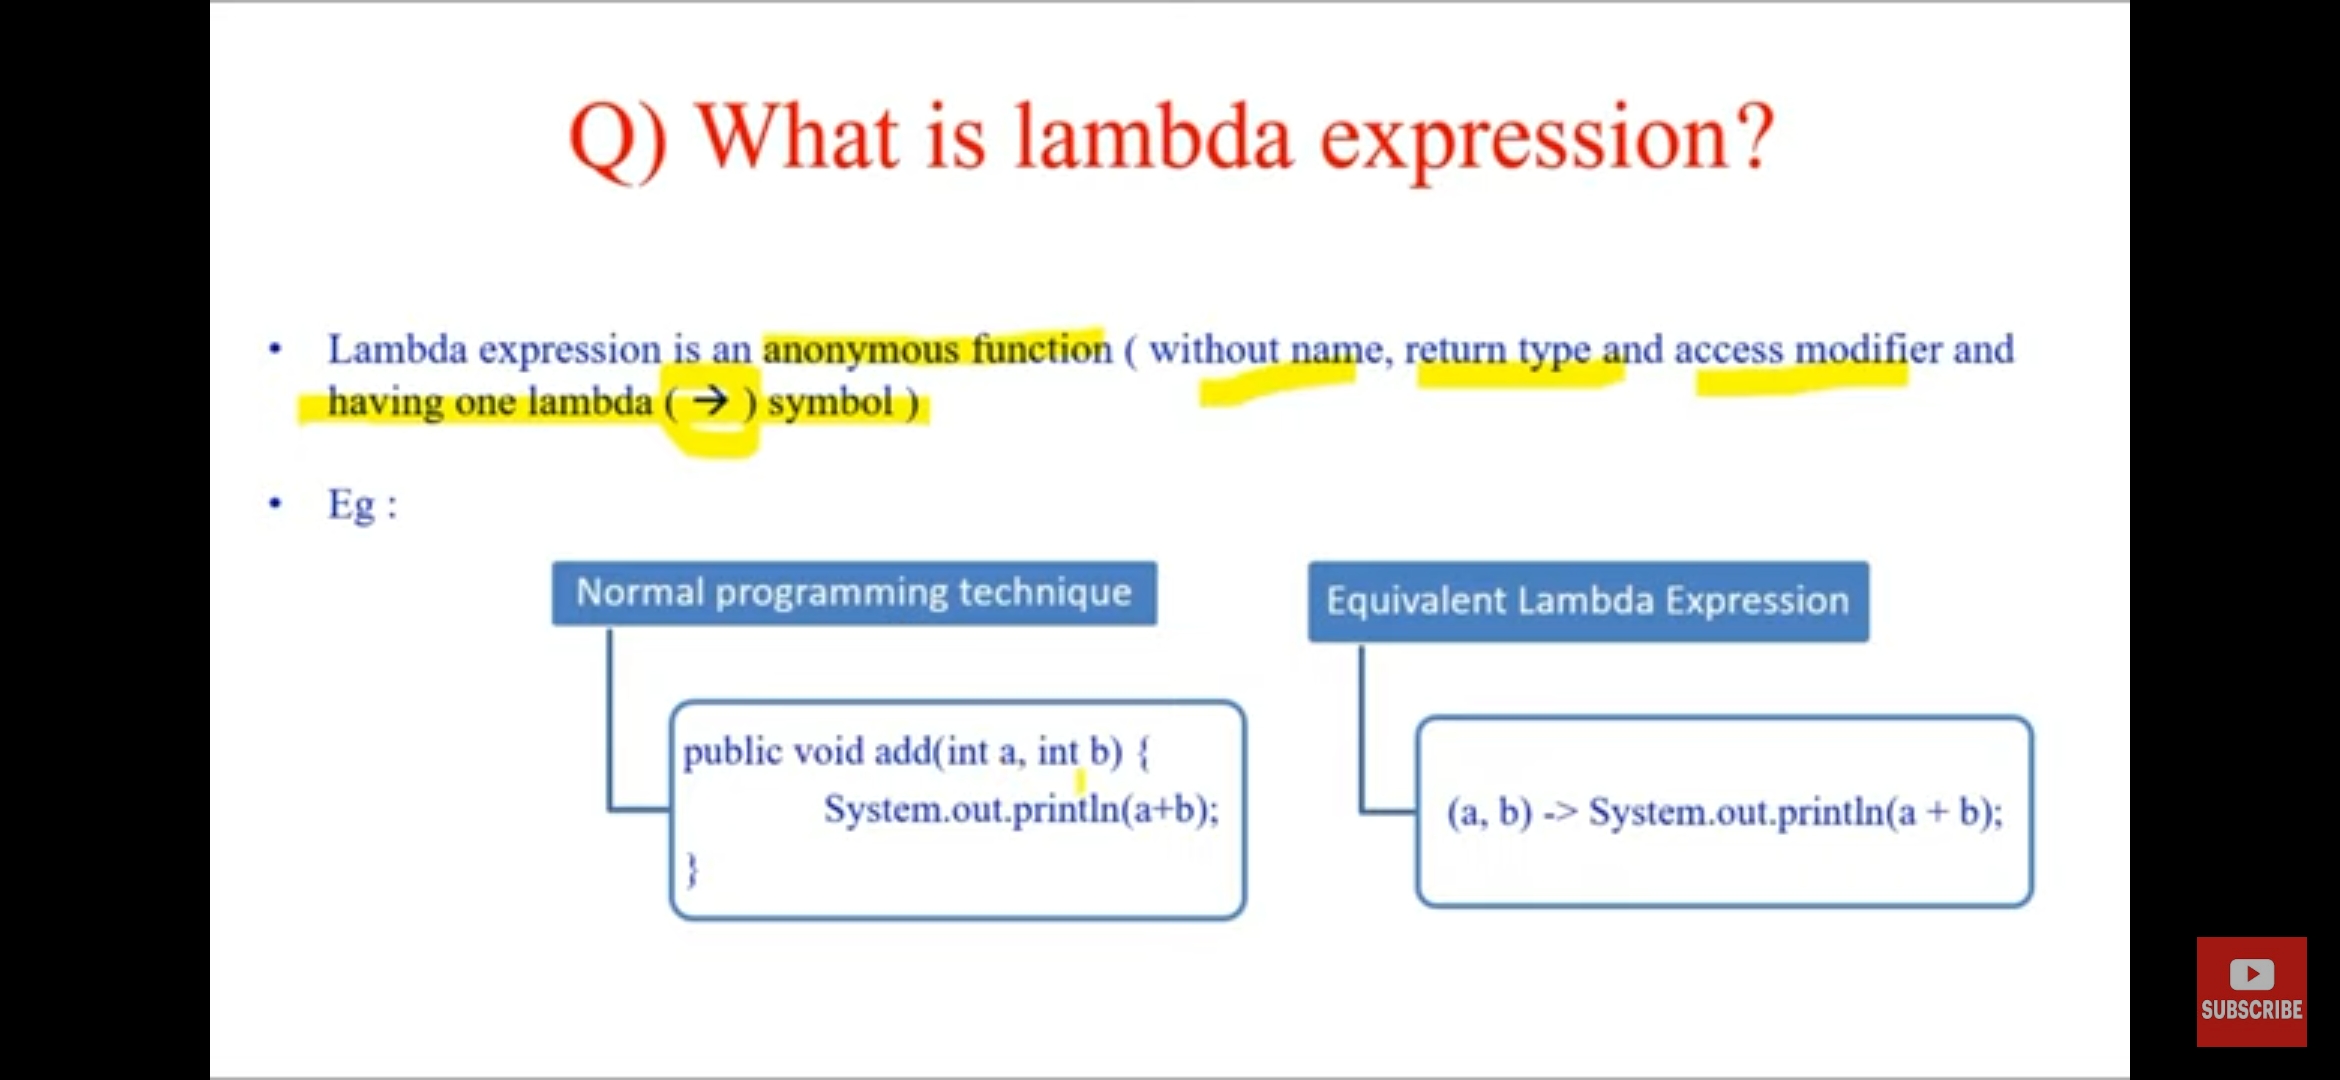 Q) What is lambda expression?
• Lambda expression is an anonymous function ( without name, return type and access modifier and
having one lambda ( → ) symbol )
• Eg :
Normal programming technique
Equivalent Lambda Expression
public void add(int a, int b) {
System.out.println(a+b);
}
(a, b) -> System.out.println(a + b);
SUBSCRIBE